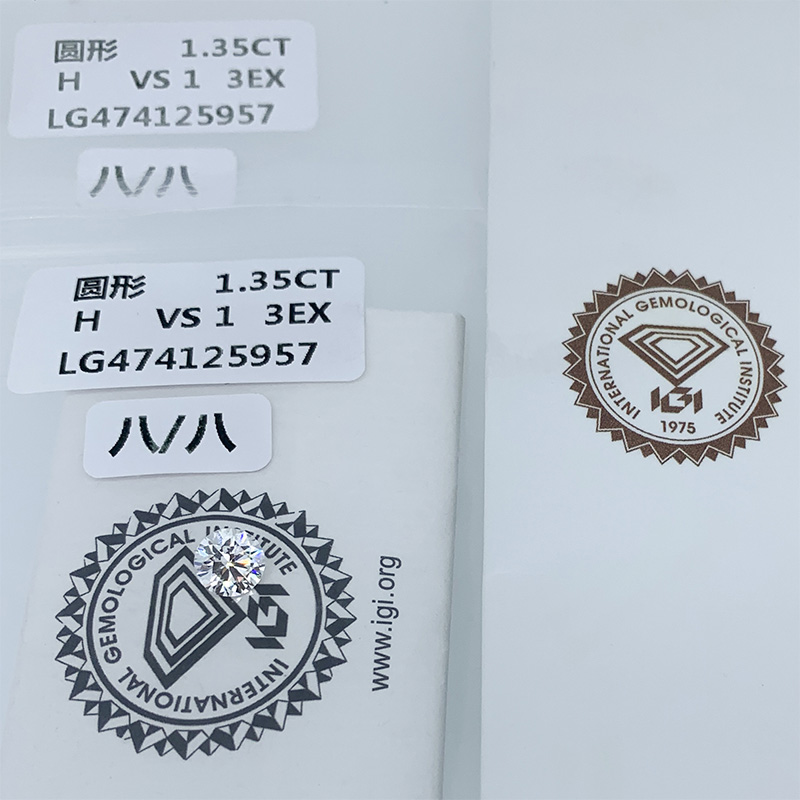 圆形 1.35CT
H VS 1 3EX
LG474125957
八/八
圆形 1.35CT
H VS 1 3EX
LG474125957
八/八
INTERNATIONAL GEMOLOGICAL INSTITUTE
IGI
1975
INTERNATIONAL GEMOLOGICAL INSTITUTE
IGI
www.igi.org